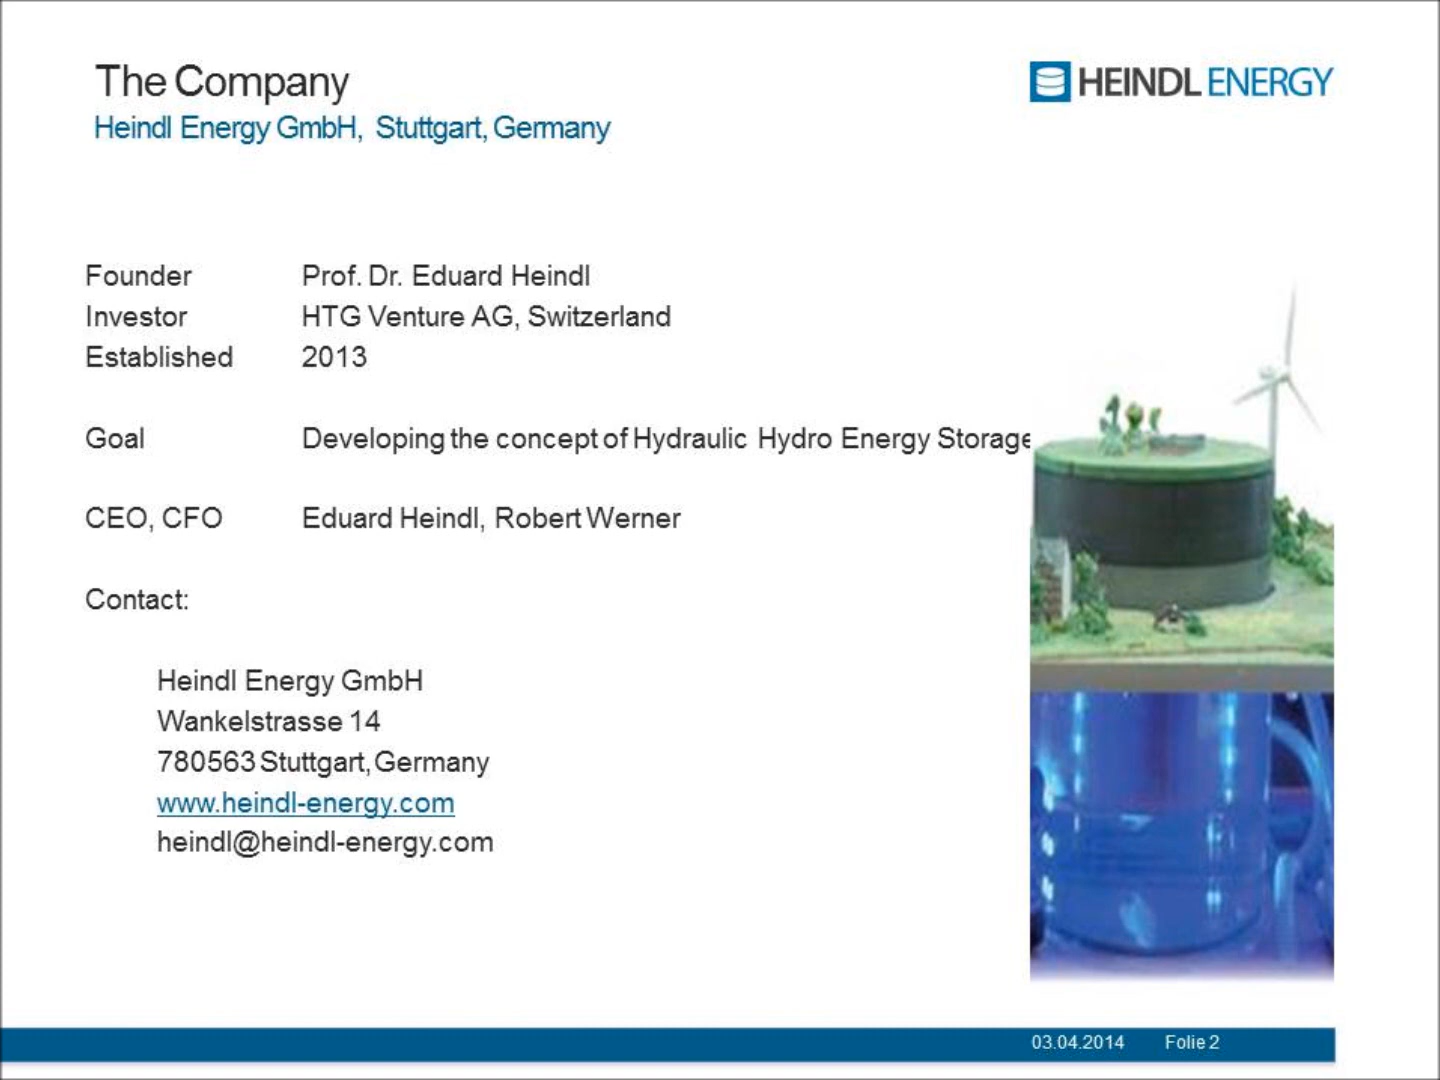 The Company
HEINDL ENERGY
Heindl Energy GmbH, Stuttgart, Germany
Founder Prof. Dr. Eduard Heindl
Investor HTG Venture AG, Switzerland
Established 2013
Goal Developing the concept of Hydraulic Hydro Energy Storage
CEO, CFO Eduard Heindl, Robert Werner
Contact:
Heindl Energy GmbH
Wankelstrasse 14
780563 Stuttgart, Germany
www.heindl-energy.com
heindl@heindl-energy.com
03.04.2014 Folie 2